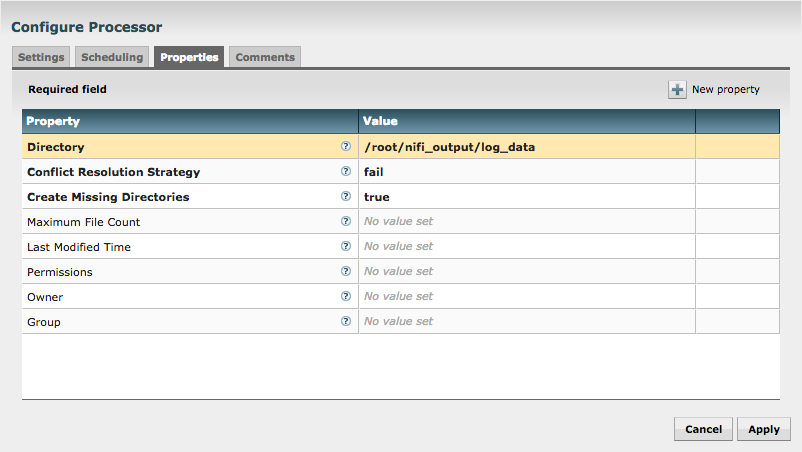 Configure Processor
Settings Scheduling Properties Comments
Required field New property
Property Value
Directory ? /root/nifi_output/log_data
Conflict Resolution Strategy ? fail
Create Missing Directories ? true
Maximum File Count ? No value set
Last Modified Time ? No value set
Permissions ? No value set
Owner ? No value set
Group ? No value set
Cancel Apply